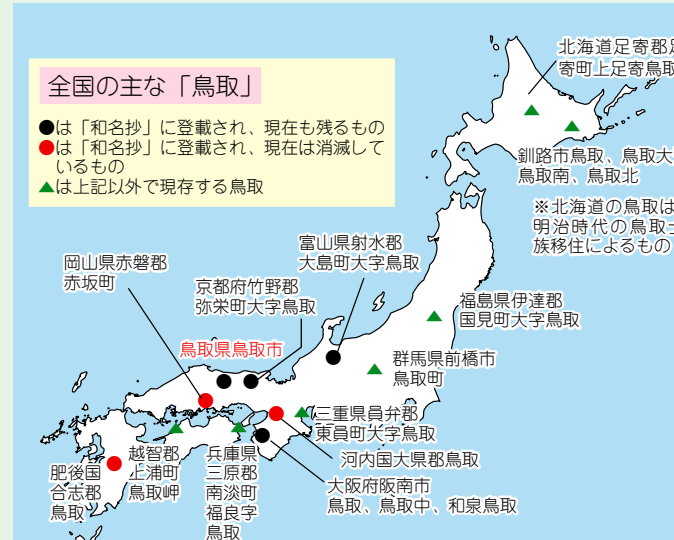 全国の主な「鳥取」
●は「和名抄」に登載され、現在も残るもの
●は「和名抄」に登載され、現在は消滅して
いるもの
▲は上記以外で現存する鳥取
北海道足寄郡足
寄町上足寄鳥取
釧路市鳥取、鳥取大
鳥取南、鳥取北
※北海道の鳥取は
明治時代の鳥取士
族移住によるもの
富山県射水郡
大島町大字鳥取
岡山県赤磐郡
赤坂町
京都府竹野郡
弥栄町大字鳥取
福島県伊達郡
国見町大字鳥取
鳥取県鳥取市
群馬県前橋市
鳥取町
三重県員弁郡
東員町大字鳥取
河内国大県郡鳥取
大阪府阪南市
鳥取、鳥取中、和泉鳥取
肥後国
合志郡
鳥取
越智郡
上浦町
鳥取岬
兵庫県
三原郡
南淡町
福良字
鳥取